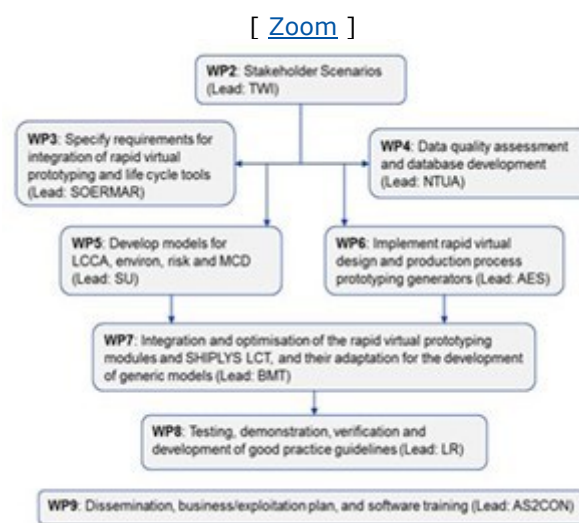 [ Zoom ]
WP2: Stakeholder Scenarios
(Lead: TWI)
WP3: Specify requirements for
integration of rapid virtual
prototyping and life cycle tools
(Lead: SOERMAR)
WP4: Data quality assessment
and database development
(Lead: NTUA)
WP5: Develop models for
LCCA, environ, risk and MCD
(Lead: SU)
WP6: Implement rapid virtual
design and production process
prototyping generators (Lead: AES)
WP7: Integration and optimisation of the rapid virtual prototyping
modules and SHIPLYS LCT, and their adaptation for the development
of generic models (Lead: BMT)
WP8: Testing, demonstration, verification and
development of good practice guidelines (Lead: LR)
WP9: Dissemination, business/exploitation plan, and software training (Lead: AS2CON)